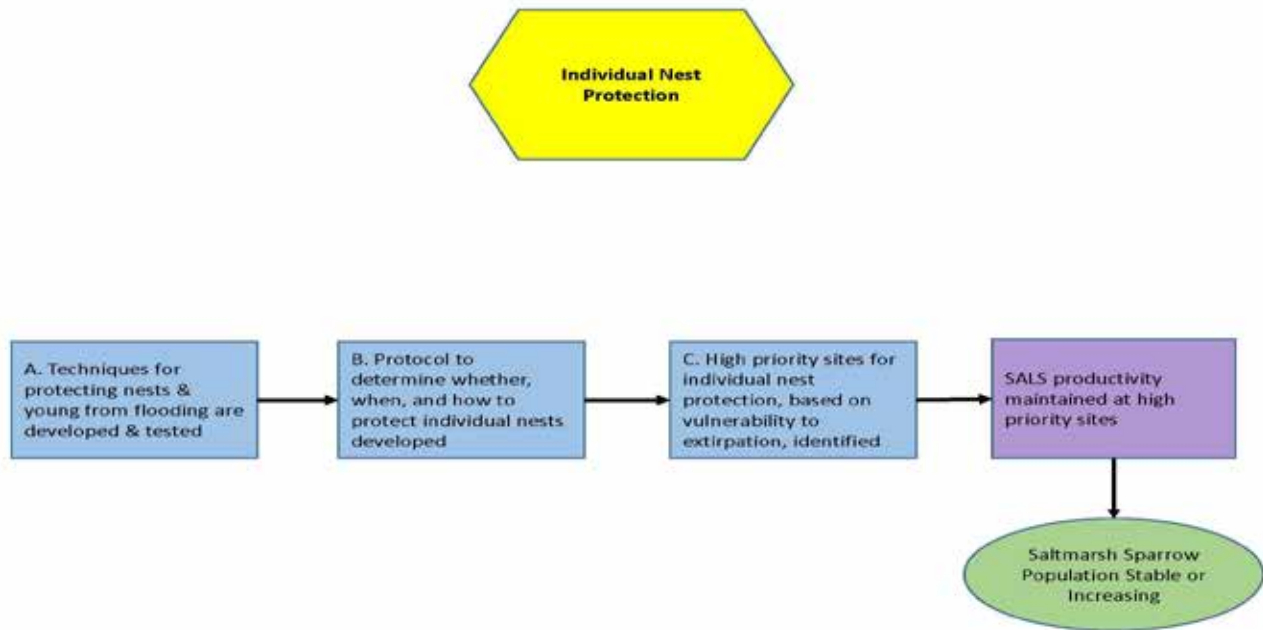 Individual Nest
Protection
A. Techniques for
protecting nests &
young from flooding are
developed & tested
B. Protocol to
determine whether,
when, and how to
protect individual nests
developed
C. High priority sites for
individual nest
protection, based on
vulnerability to
extirpation, identified
SALS productivity
maintained at high
priority sites
Saltmarsh Sparrow
Population Stable or
Increasing